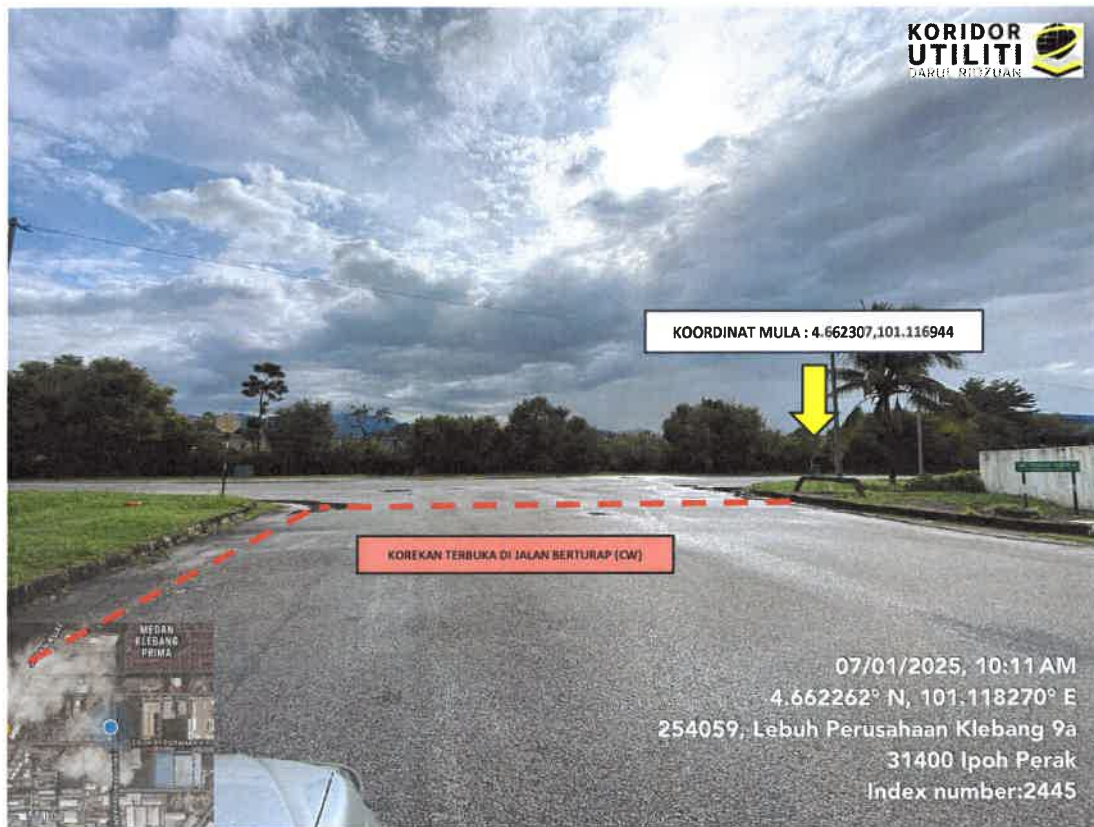 KORIDOR
UTILITI
DARUL RIDZUAN
KOORDINAT MULA : 4.662307,101.116944
KOREKAN TERBUKA DI JALAN BERTURAP (CW)
MEDAN
KLEBANG
PRIMA
07/01/2025, 10:11 AM
4.662262° N, 101.118270° E
254059, Lebuh Perusahaan Klebang 9a
31400 Ipoh Perak
Index number:2445